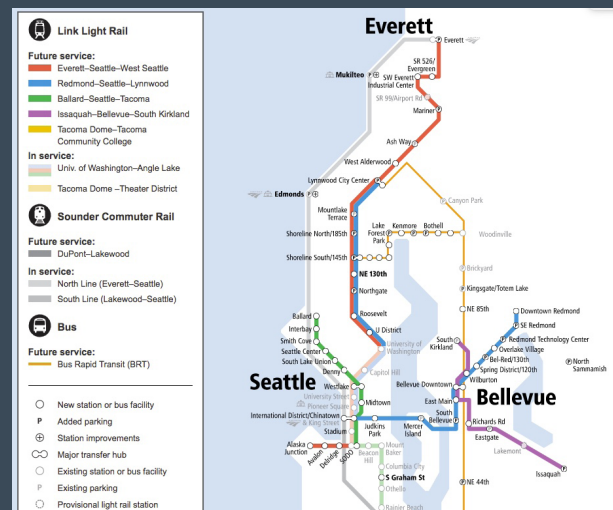 Link Light Rail
Future service:
Everett–Seattle–West Seattle
Redmond–Seattle–Lynnwood
Ballard–Seattle–Tacoma
Issaquah–Bellevue–South Kirkland
Tacoma Dome–Tacoma
Community College
In service:
Univ. of Washington–Angle Lake
Tacoma Dome –Theater District
Sounder Commuter Rail
Future service:
DuPont–Lakewood
In service:
North Line (Everett–Seattle)
South Line (Lakewood–Seattle)
Bus
Future service:
Bus Rapid Transit (BRT)
New station or bus facility
P Added parking
Station improvements
Major transfer hub
Existing station or bus facility
P Existing parking
Provisional light rail station
Everett
Everett
SR 526/
Evergreen
Mukilteo
SW Everett
Industrial Center
SR 99/Airport Rd
Mariner
Ash Way
West Alderwood
Lynnwood City Center
Edmonds
Canyon Park
Mountlake
Terrace
Lake
Forest
Park
Kenmore
Bothell
Woodinville
Shoreline North/185th
Shoreline South/145th
Brickyard
NE 130th
Kingsgate/Totem Lake
Northgate
NE 85th
Downtown Redmond
Ballard
Roosevelt
SE Redmond
Interbay
U District
Redmond Technology Center
Smith Cove
South
Kirkland
University of
Washington
Overlake Village
Seattle Center
Bel-Red/130th
North
Sammamish
South Lake Union
Spring District/120th
Denny
Capitol Hill
Wilburton
Seattle
Westlake
Bellevue Downtown
Bellevue
University Street
Midtown
East Main
Pioneer Square
International District/Chinatown
& King Street
South
Bellevue
Stadium
Judkins
Park
Mercer
Island
Richards Rd
Eastgate
Alaska
Junction
Avalon
Delridge
SODO
Beacon
Hill
Mount
Baker
Lakemont
Columbia City
Issaquah
S Graham St
NE 44th
Othello
Rainier Beach